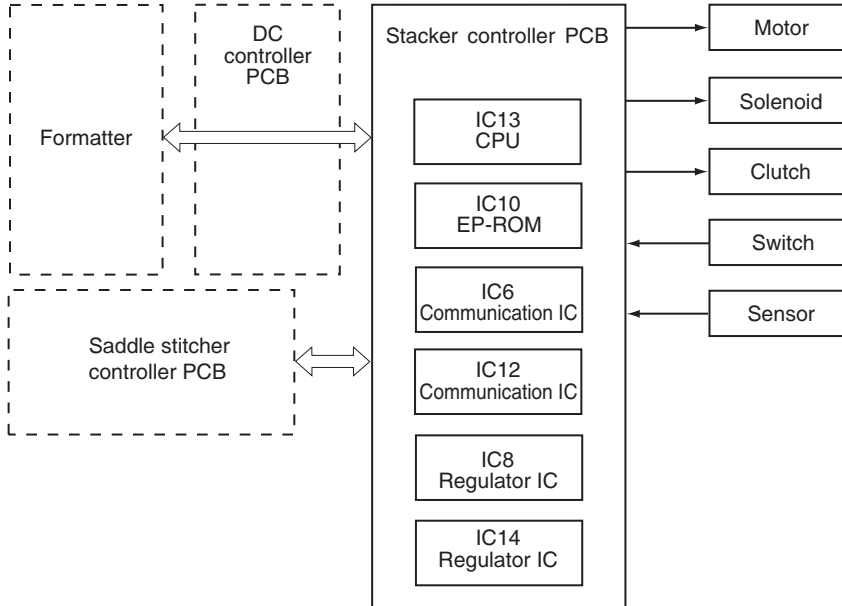 DC
controller
PCB
Formatter
Saddle stitcher
controller PCB
Stacker controller PCB
IC13
CPU
IC10
EP-ROM
IC6
Communication IC
IC12
Communication IC
IC8
Regulator IC
IC14
Regulator IC
Motor
Solenoid
Clutch
Switch
Sensor